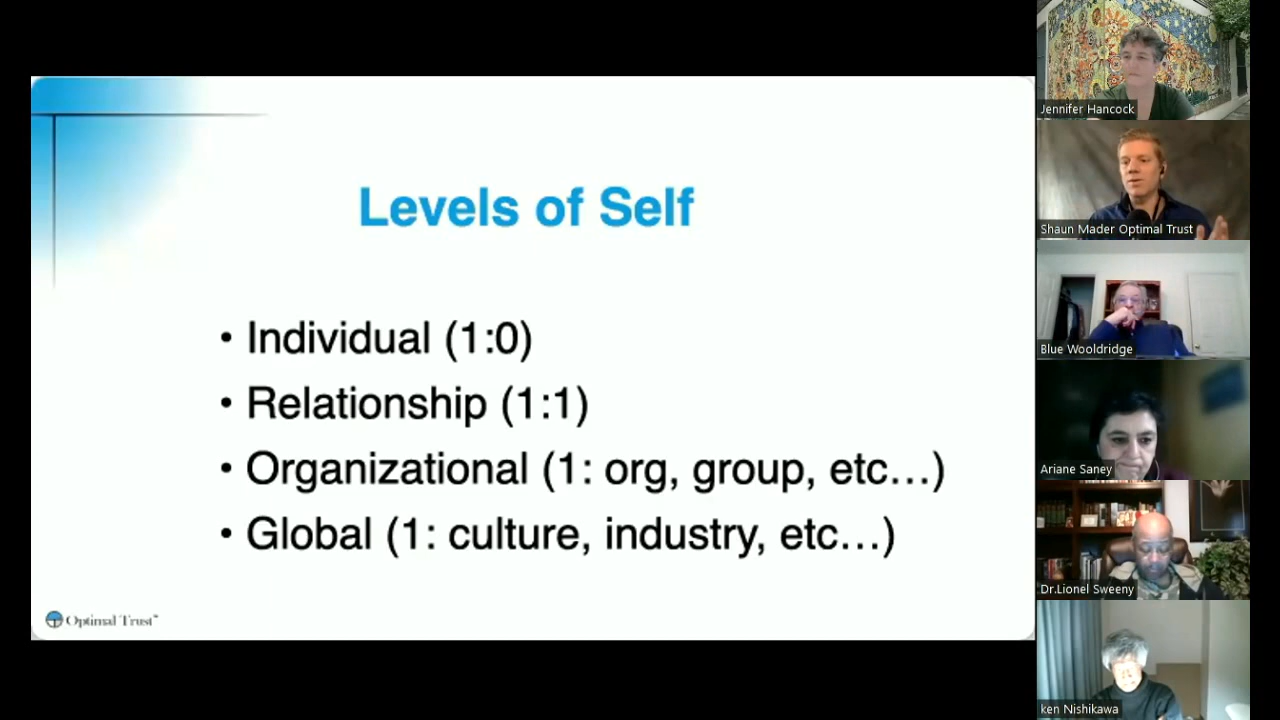 Levels of Self
• Individual (1:0)
• Relationship (1:1)
• Organizational (1: org, group, etc…)
• Global (1: culture, industry, etc…)
Optimal Trust™
Jennifer Hancock
Shaun Mader Optimal Trust
Blue Wooldridge
Ariane Saney
Dr.Lionel Sweeny
ken Nishikawa